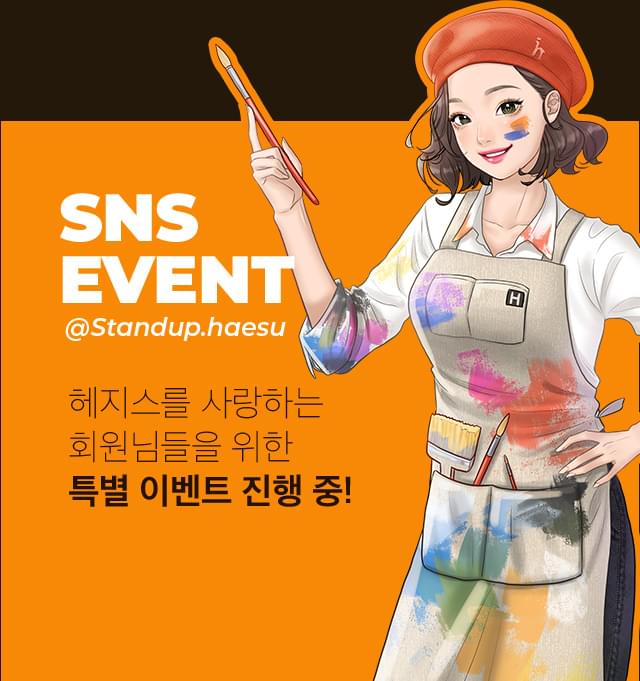 SNS
EVENT
@Standup.haesu
헤지스를 사랑하는
회원님들을 위한
특별 이벤트 진행 중!
H